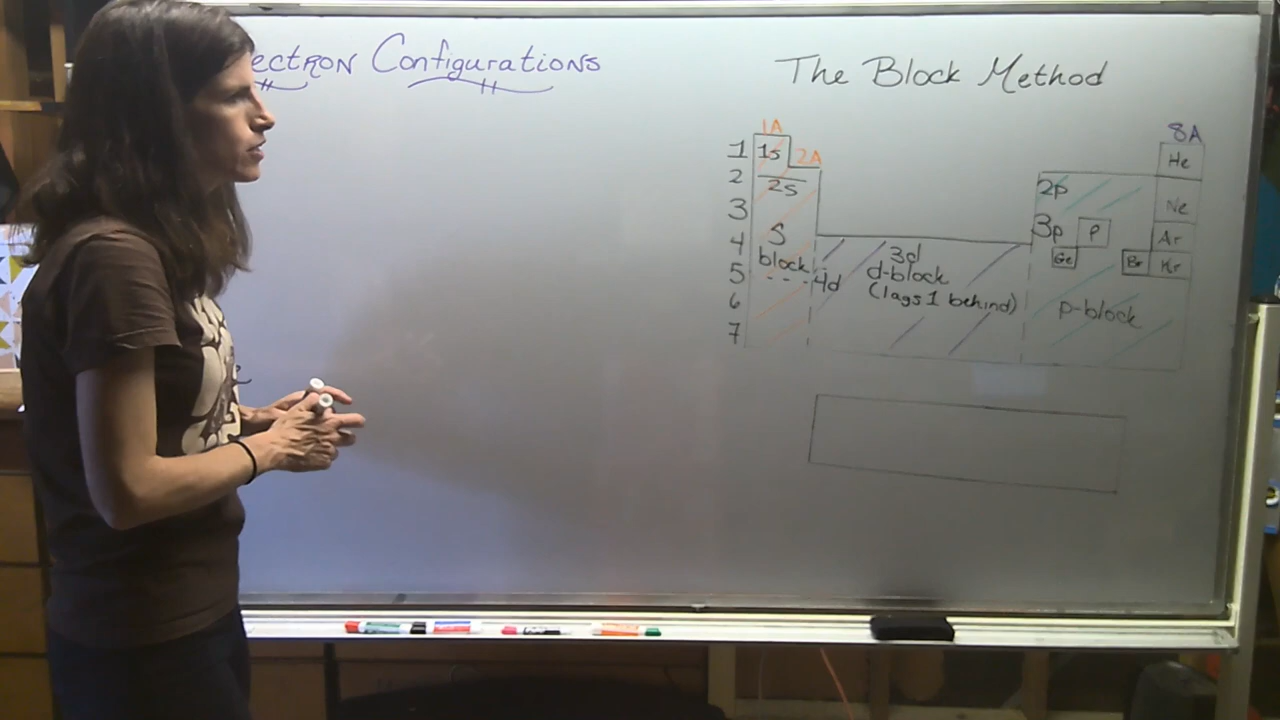 ectron Configurations
The Block Method
1A
8A
1 1s 2A
He
2 2s
2p
Ne
3
3p P
Ar
4 S
3d
Ge Br Kr
block
d-block
5 4d
(lags 1 behind)
6
p-block
7